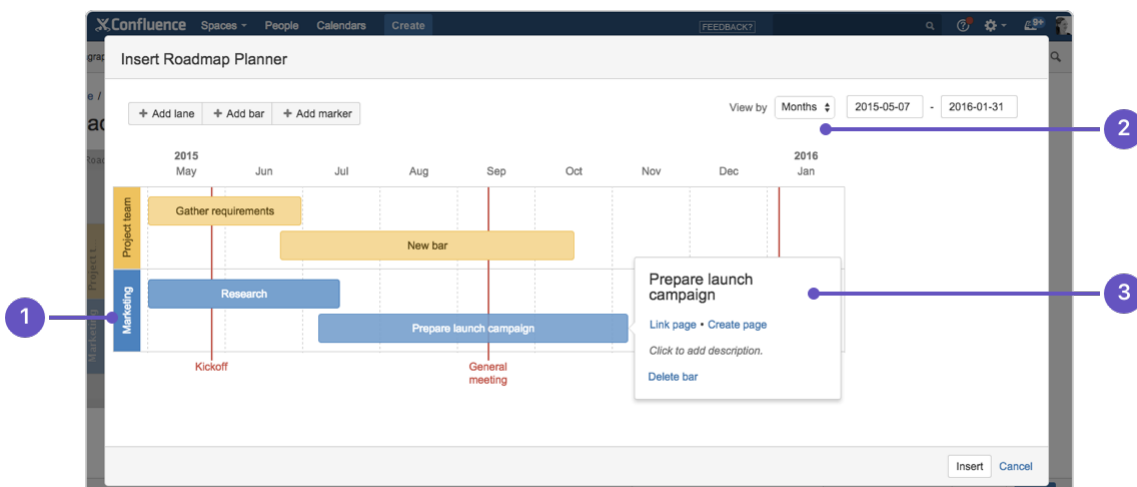 Confluence Spaces People Calendars Create FEEDBACK? 9+
Insert Roadmap Planner
+ Add lane + Add bar + Add marker
View by Months 2015-05-07 - 2016-01-31
2
2015 2016
May Jun Jul Aug Sep Oct Nov Dec Jan
Project team
Gather requirements
New bar
Marketing
Research
Prepare launch campaign
Prepare launch
campaign
Link page • Create page
Click to add description.
Delete bar
3
1
Kickoff
General
meeting
Insert Cancel